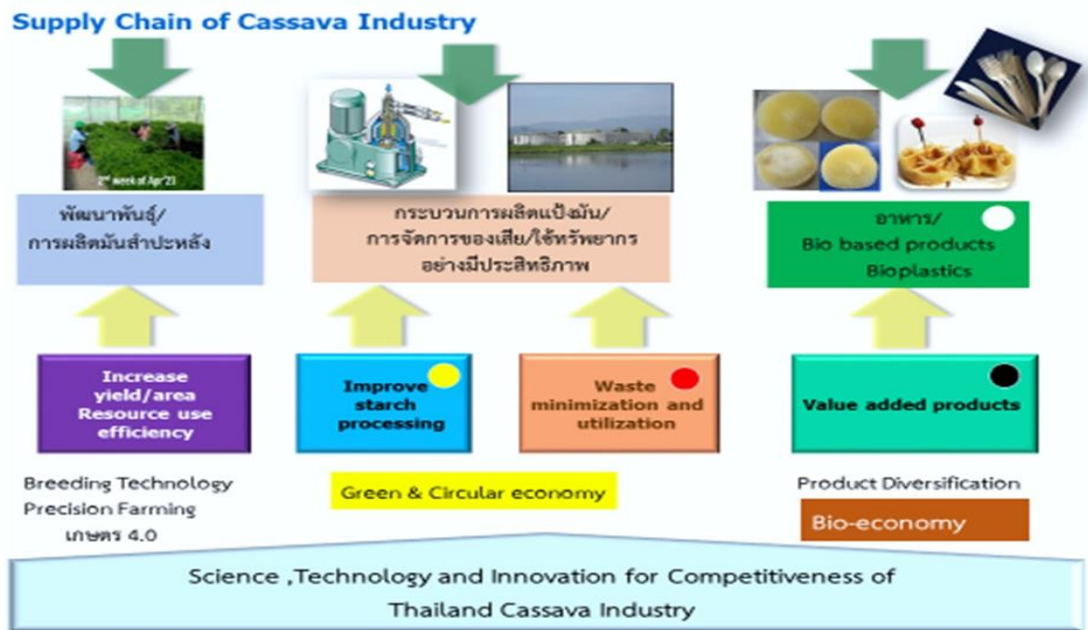 Supply Chain of Cassava Industry
2nd week of Apr'21
พัฒนาพันธุ์/
การผลิตมันสำปะหลัง
กระบวนการผลิตแป้งมัน/
การจัดการของเสีย/ใช้ทรัพยากร
อย่างมีประสิทธิภาพ
อาหาร/
Bio based products
Bioplastics
Increase
yield/area
Resource use
efficiency
Improve
starch
processing
Waste
minimization and
utilization
Value added products
Breeding Technology
Precision Farming
เกษตร 4.0
Green & Circular economy
Product Diversification
Bio-economy
Science ,Technology and Innovation for Competitiveness of
Thailand Cassava Industry